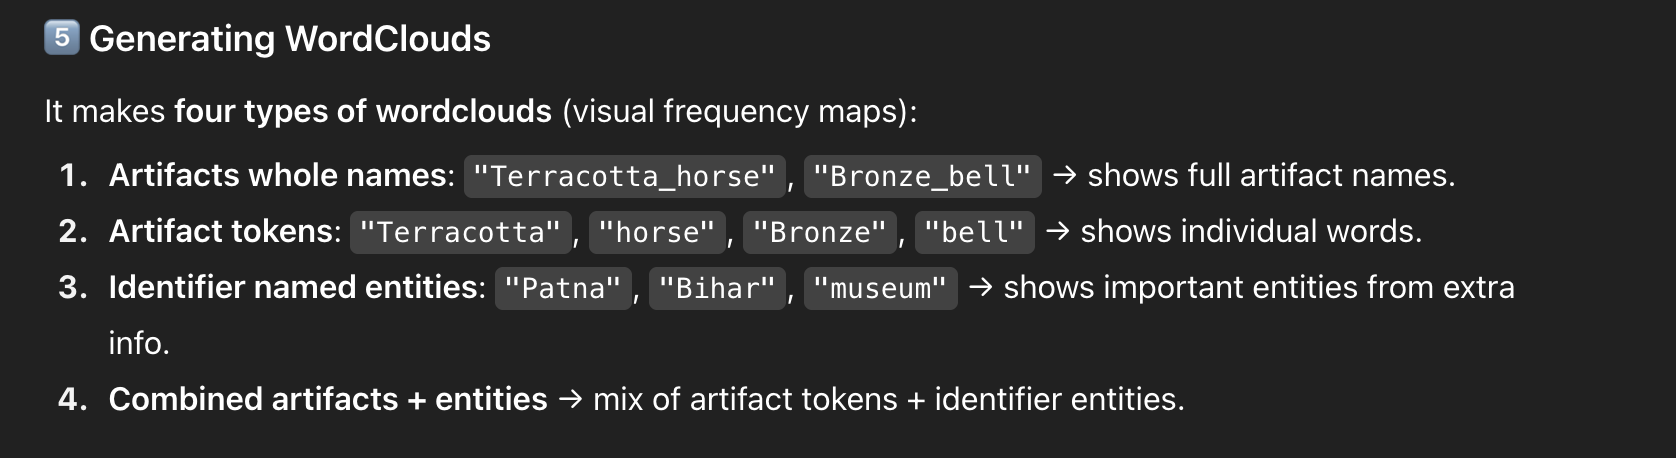 5 Generating WordClouds
It makes four types of wordclouds (visual frequency maps):
1. Artifacts whole names: "Terracotta_horse", "Bronze_bell" → shows full artifact names.
2. Artifact tokens: "Terracotta", "horse", "Bronze", "bell" → shows individual words.
3. Identifier named entities: "Patna", "Bihar", "museum" → shows important entities from extra
info.
4. Combined artifacts + entities → mix of artifact tokens + identifier entities.